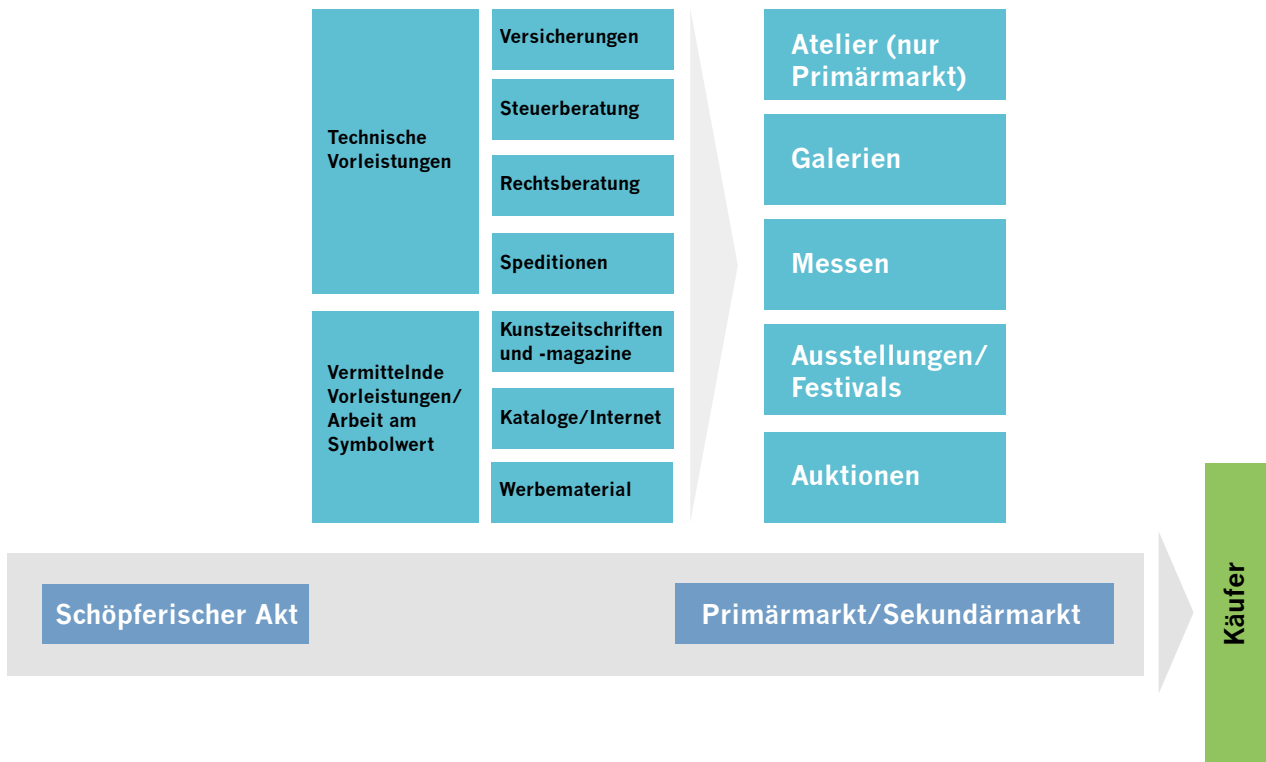 Technische
Vorleistungen
Versicherungen
Steuerberatung
Rechtsberatung
Speditionen
Vermittelnde
Vorleistungen/
Arbeit am
Symbolwert
Kunstzeitschriften
und -magazine
Kataloge/Internet
Werbematerial
Atelier (nur
Primärmarkt)
Galerien
Messen
Ausstellungen/
Festivals
Auktionen
Schöpferischer Akt
Primärmarkt/Sekundärmarkt
Käufer